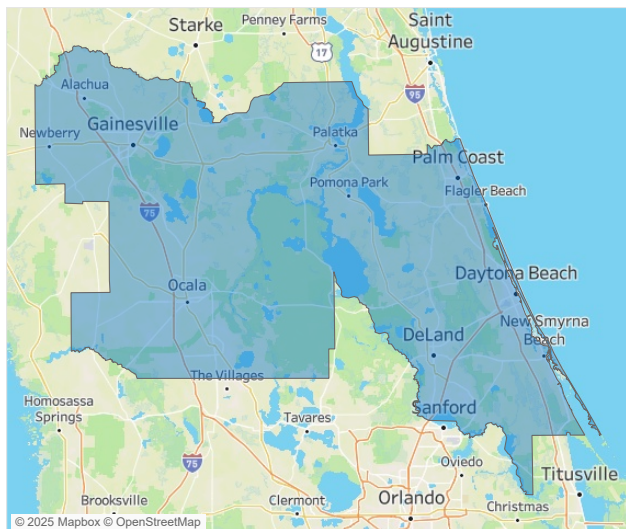 Starke
Penney Farms
Saint
Augustine
17
95
Alachua
Newberry
Gainesville
Palatka
Palm Coast
Pomona Park
Flagler Beach
75
Ocala
Daytona Beach
New Smyrna
Beach
DeLand
The Villages
Homosassa
Springs
Tavares
Sanford
75
Oviedo
Titusville
Brooksville
Clermont
Orlando
Christmas
© 2025 Mapbox © OpenStreetMap